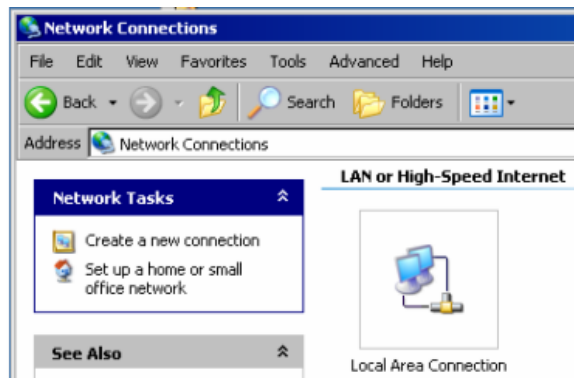 Network Connections
File Edit View Favorites Tools Advanced Help
Back Search Folders
Address Network Connections
Network Tasks
Create a new connection
Set up a home or small
office network
See Also
LAN or High-Speed Internet
Local Area Connection